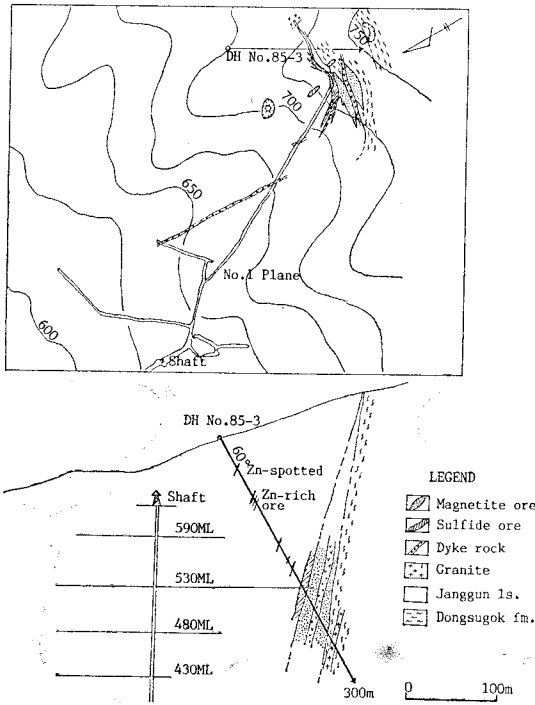 750
DH No.85-3
700
650
No.1 Plane
600
Shaft
DH No.85-3
60°
Zn-spotted
Zn-rich
ore
Shaft
590ML
530ML
480ML
430ML
300m
LEGEND
Magnetite ore
Sulfide ore
Dyke rock
Granite
Janggun ls.
Dongsugok fm.
0 100m